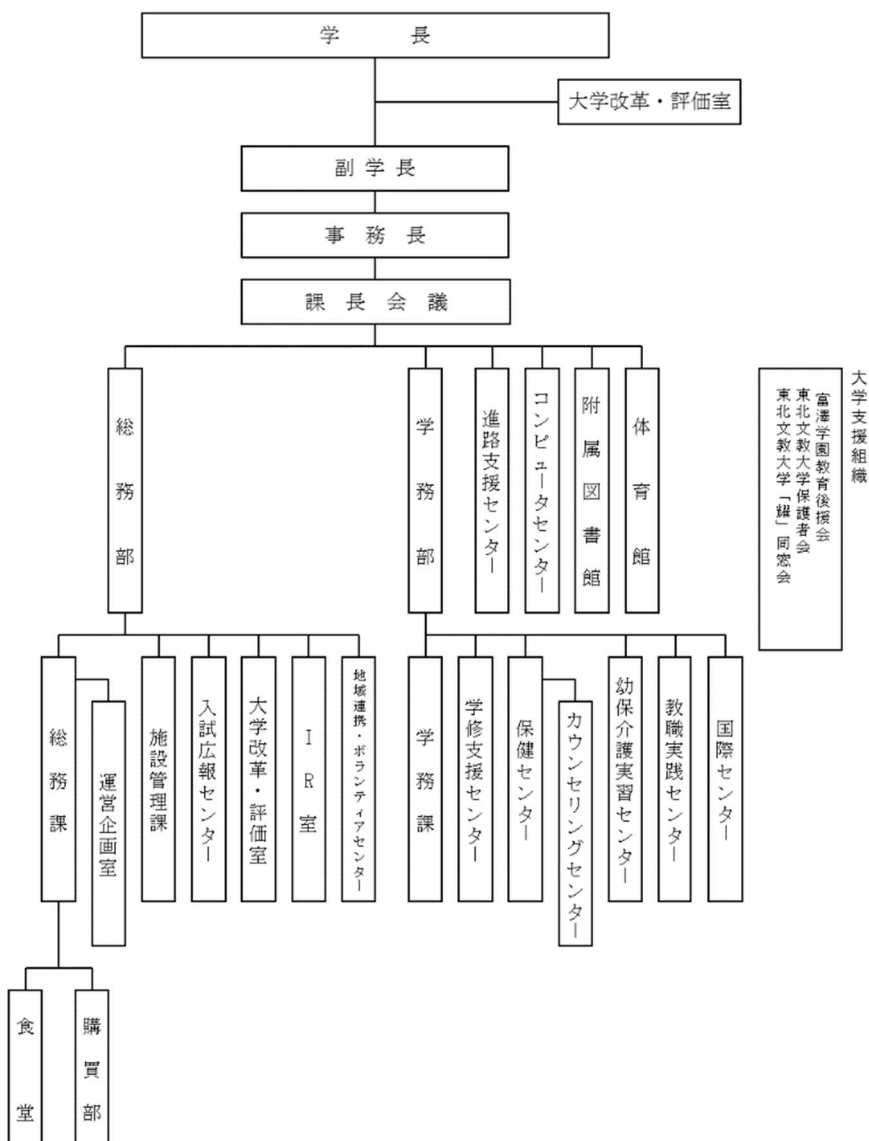 学長
大学改革・評価室
副学長
事務長
課長会議
総務部
学務部
進路支援センター
コンピュータセンター
附属図書館
体育館
大学支援組織
富澤学園教育後援会
東北文教大学保護者会
東北文教大学「耀」同窓会
総務課
運営企画室
施設管理課
入試広報センター
大学改革・評価室
IR室
地域連携・ボランティアセンター
学務課
学修支援センター
保健センター
カウンセリングセンター
幼保介護実習センター
教職実践センター
国際センター
食堂
購買部